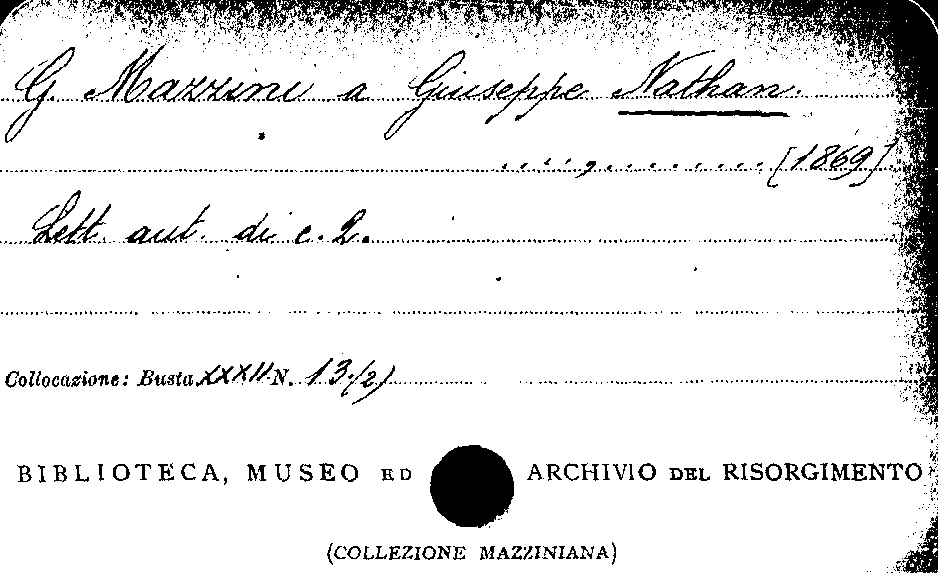 G. Mazzini a Giuseppe Nathan.
....., ........ [1869]
Lett. aut. di c. 2.
Collocazione: Busta XXXII N. 13.(2)
BIBLIOTECA, MUSEO ED ARCHIVIO DEL RISORGIMENTO
(COLLEZIONE MAZZINIANA)